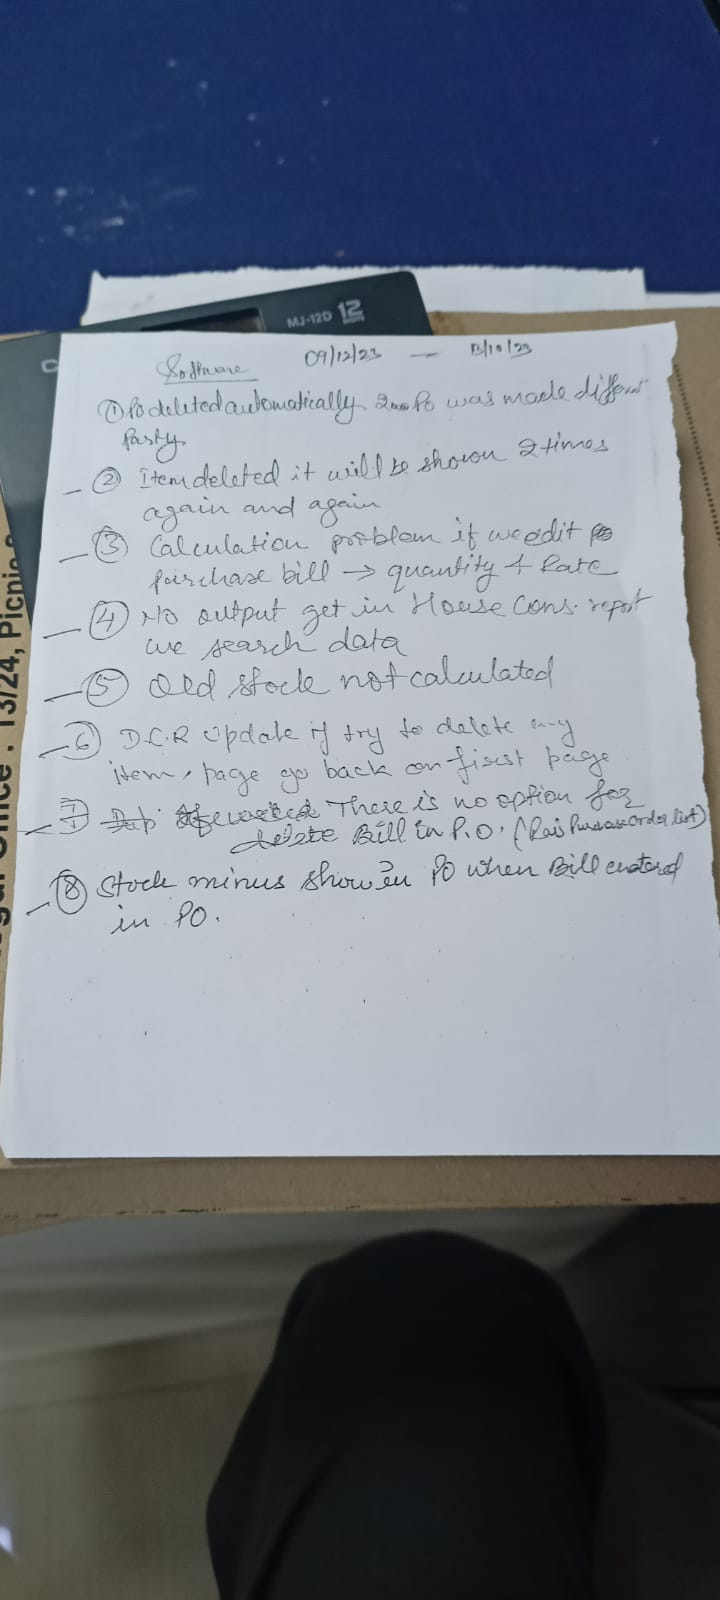 MJ-12D 12
Software 09/12/23 — 13/10/23
① Po deleted automatically 2 Po was made different
Party
② Item deleted it will be shown 2 times
again and again
③ Calculation problem if we edit
purchase bill → quantity & Rate
④ No output get in House Cons. report
we search data
⑤ Old stock not calculated
⑥ D.C.R Update if try to delete any
item, page go back on first page
⑦ There is no option for
delete Bill in P.O. (Rais Purchase Order list)
⑧ Stock minus show in PO when Bill enetered
in PO.
13/24, Picnic